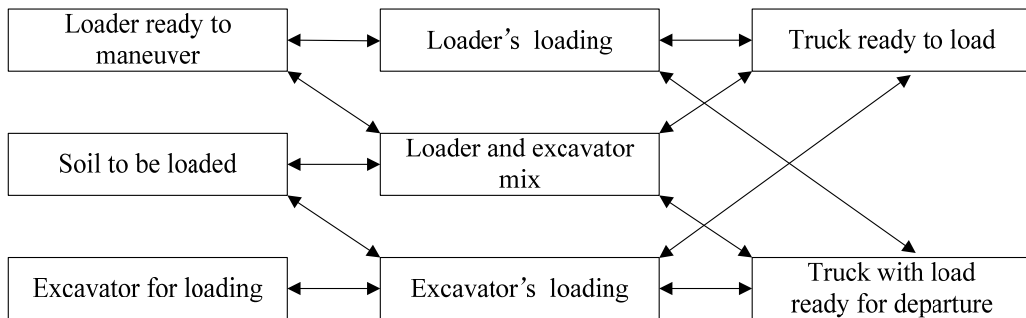 Loader ready to
maneuver
Loader’s loading
Truck ready to load
Soil to be loaded
Loader and excavator
mix
Excavator for loading
Excavator’s loading
Truck with load
ready for departure